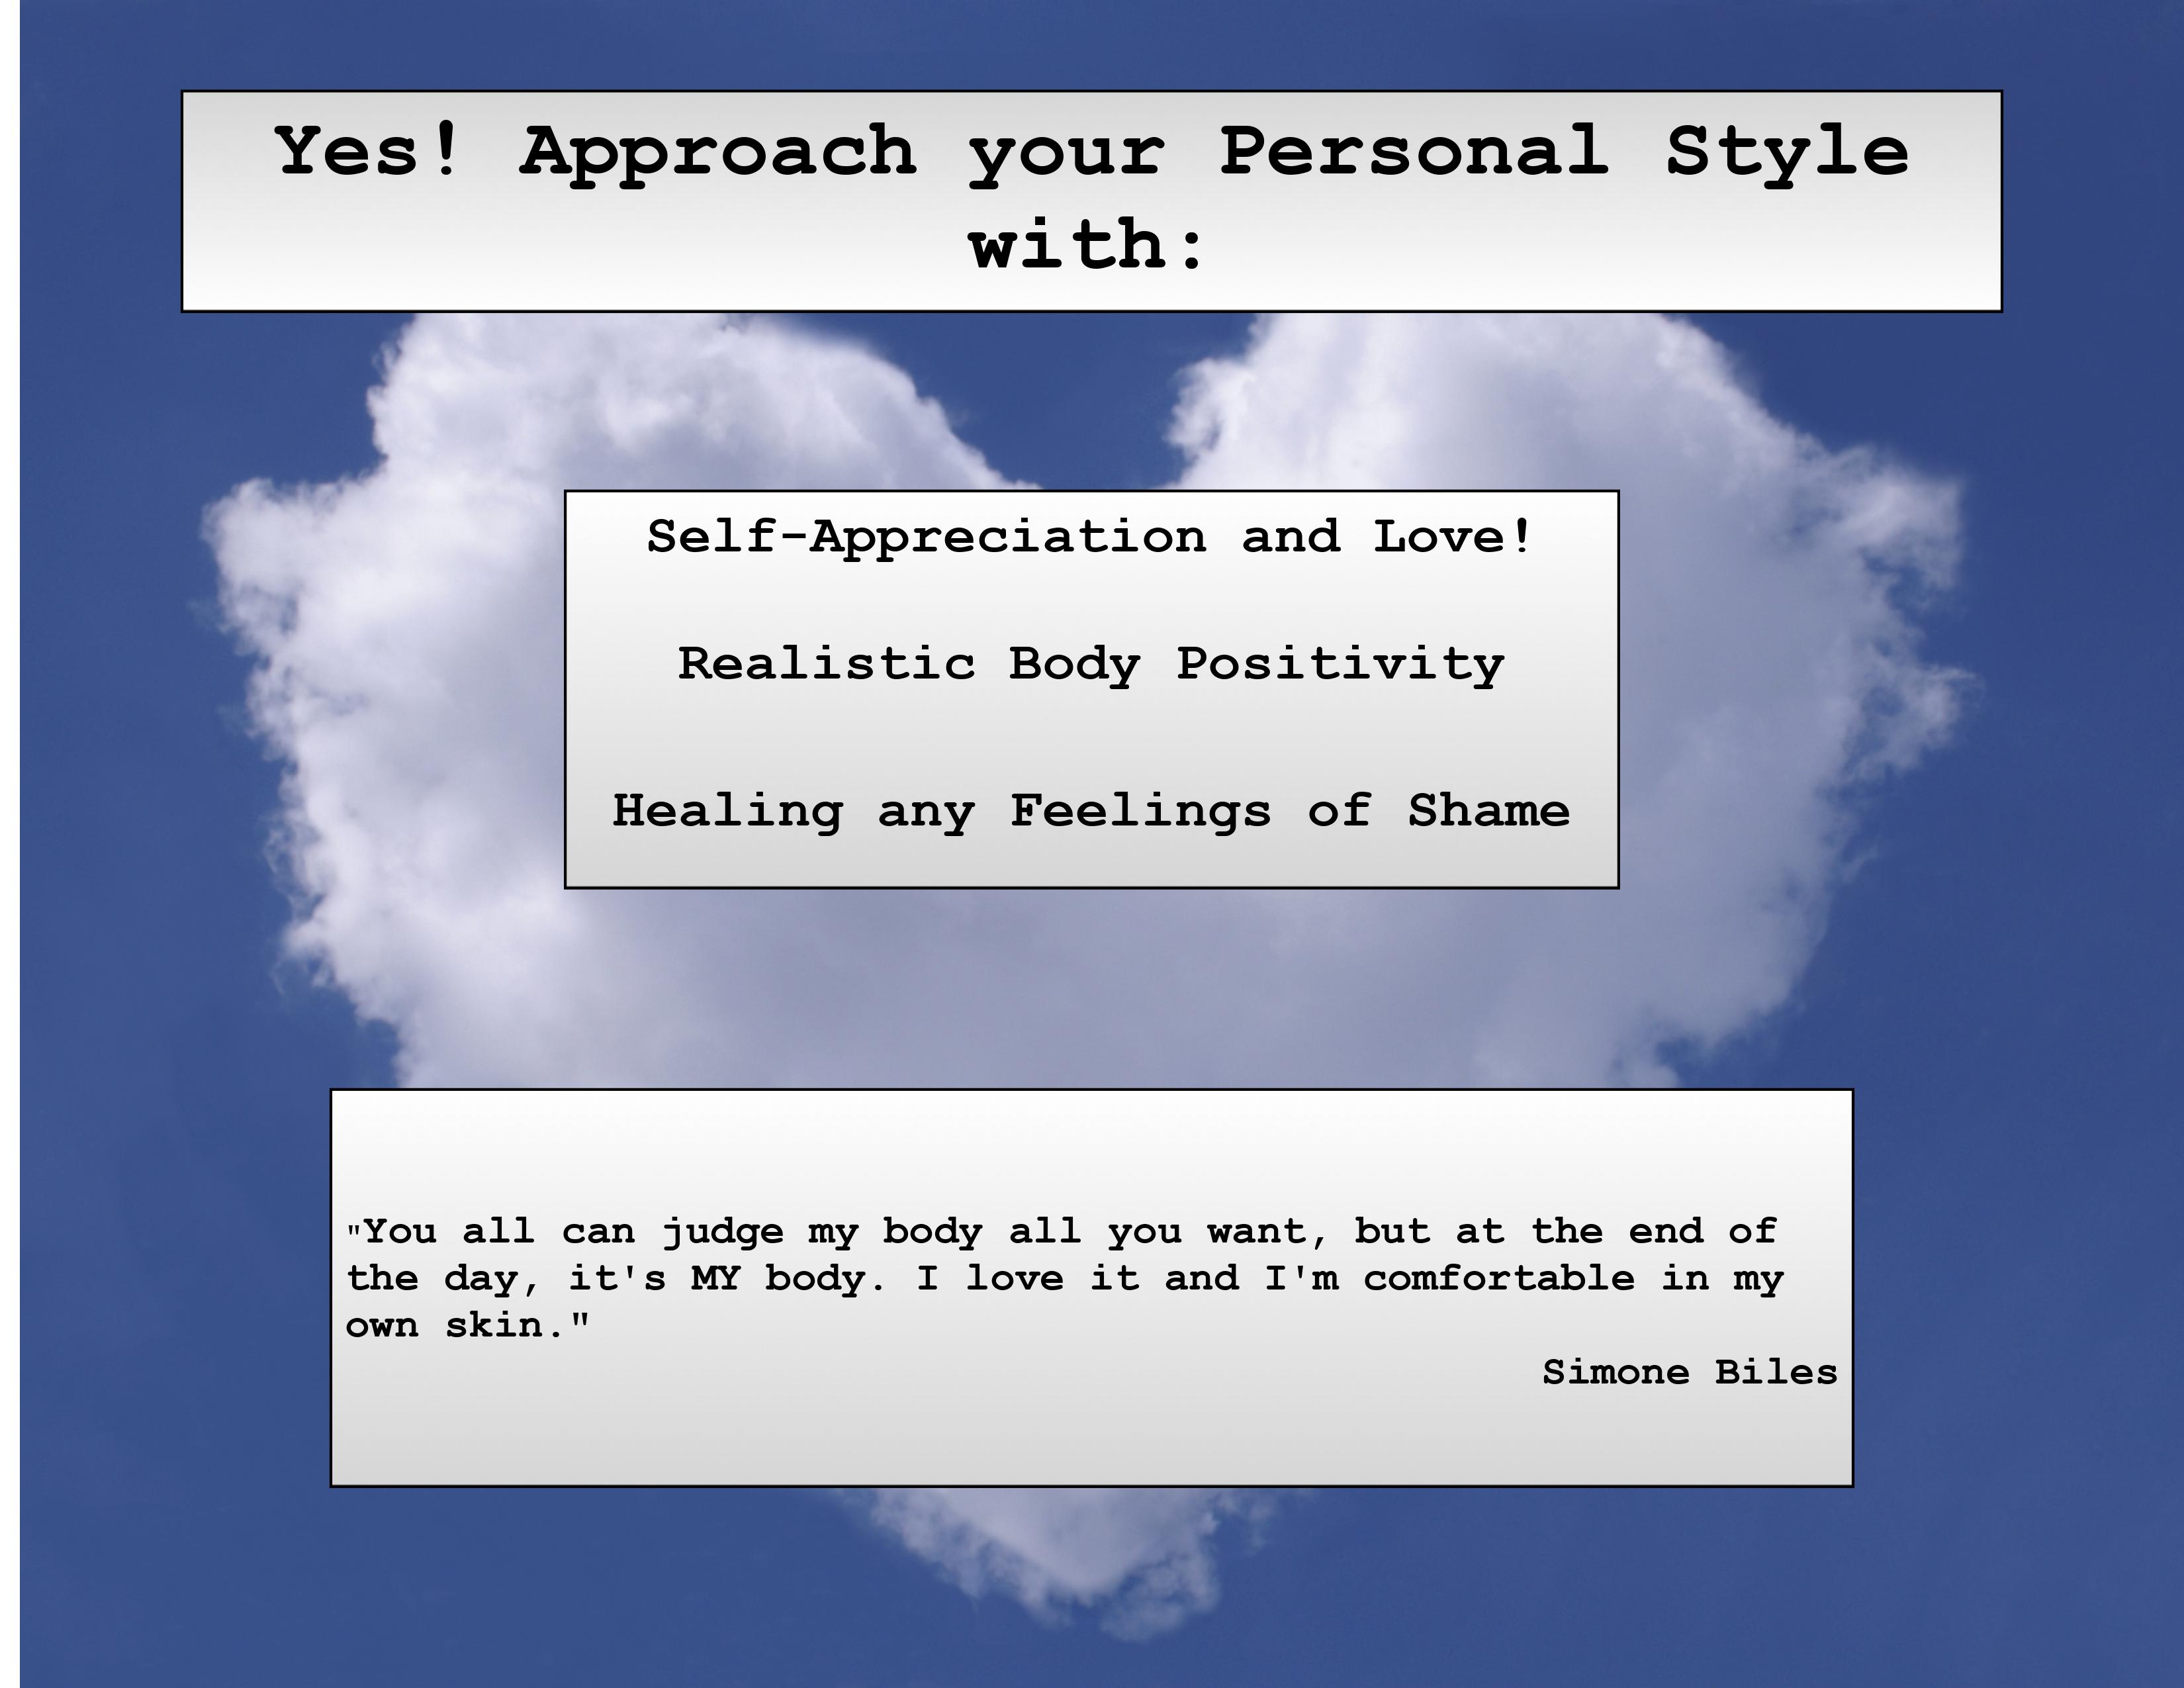 Yes! Approach your Personal Style
with:
Self-Appreciation and Love!
Realistic Body Positivity
Healing any Feelings of Shame
"You all can judge my body all you want, but at the end of
the day, it's MY body. I love it and I'm comfortable in my
own skin."
Simone Biles